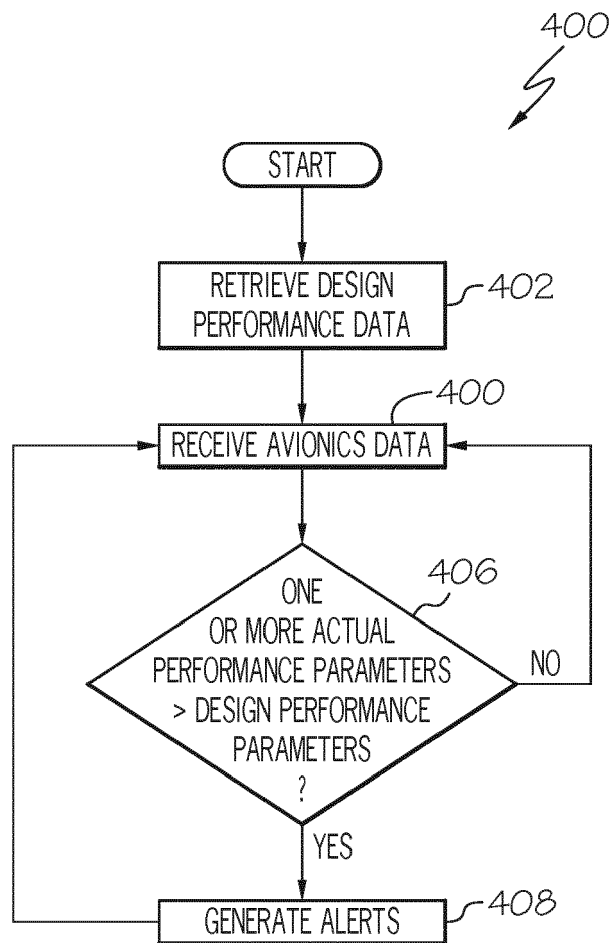 400
START
RETRIEVE DESIGN
PERFORMANCE DATA
402
400
RECEIVE AVIONICS DATA
406
ONE
OR MORE ACTUAL
PERFORMANCE PARAMETERS
> DESIGN PERFORMANCE
PARAMETERS
?
NO
YES
GENERATE ALERTS
408